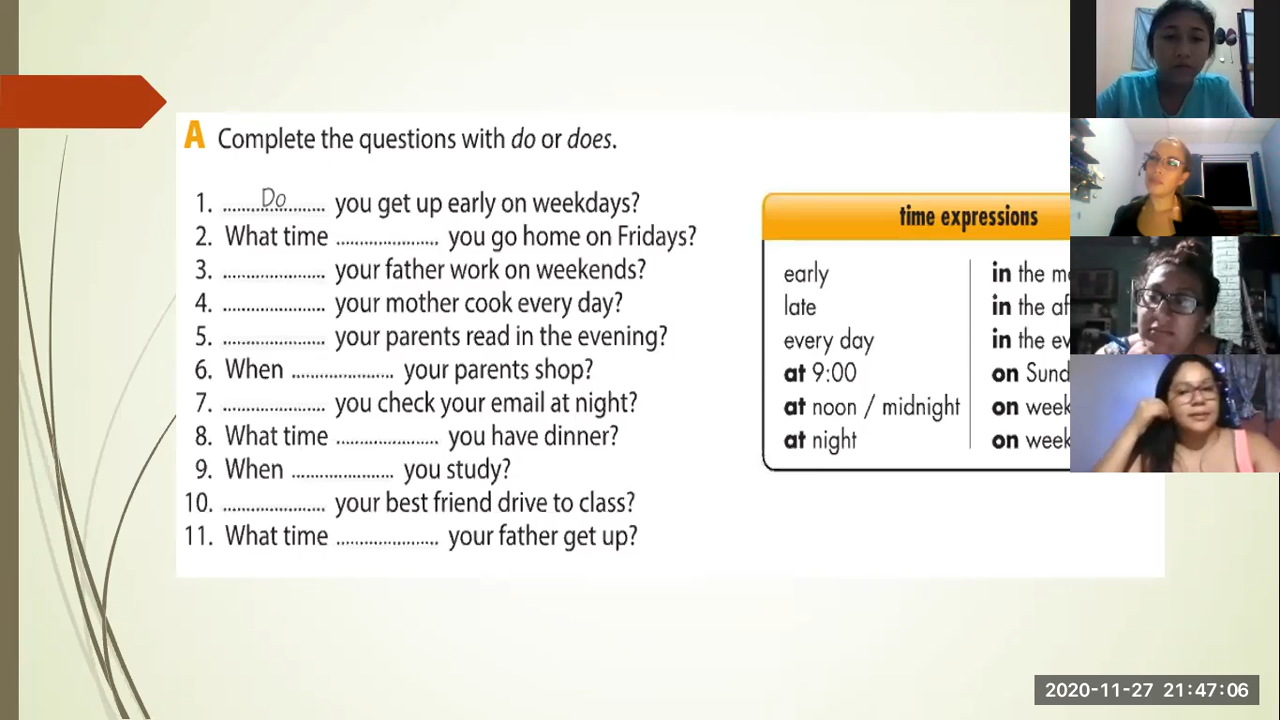 A Complete the questions with do or does.
1. ....Do.... you get up early on weekdays?
2. What time .................... you go home on Fridays?
3. .................... your father work on weekends?
4. .................... your mother cook every day?
5. .................... your parents read in the evening?
6. When .................... your parents shop?
7. .................... you check your email at night?
8. What time .................... you have dinner?
9. When .................... you study?
10. .................... your best friend drive to class?
11. What time .................... your father get up?
time expressions
early
late
every day
at 9:00
at noon / midnight
at night
in the
in the
in the
on
on
on
2020-11-27 21:47:06